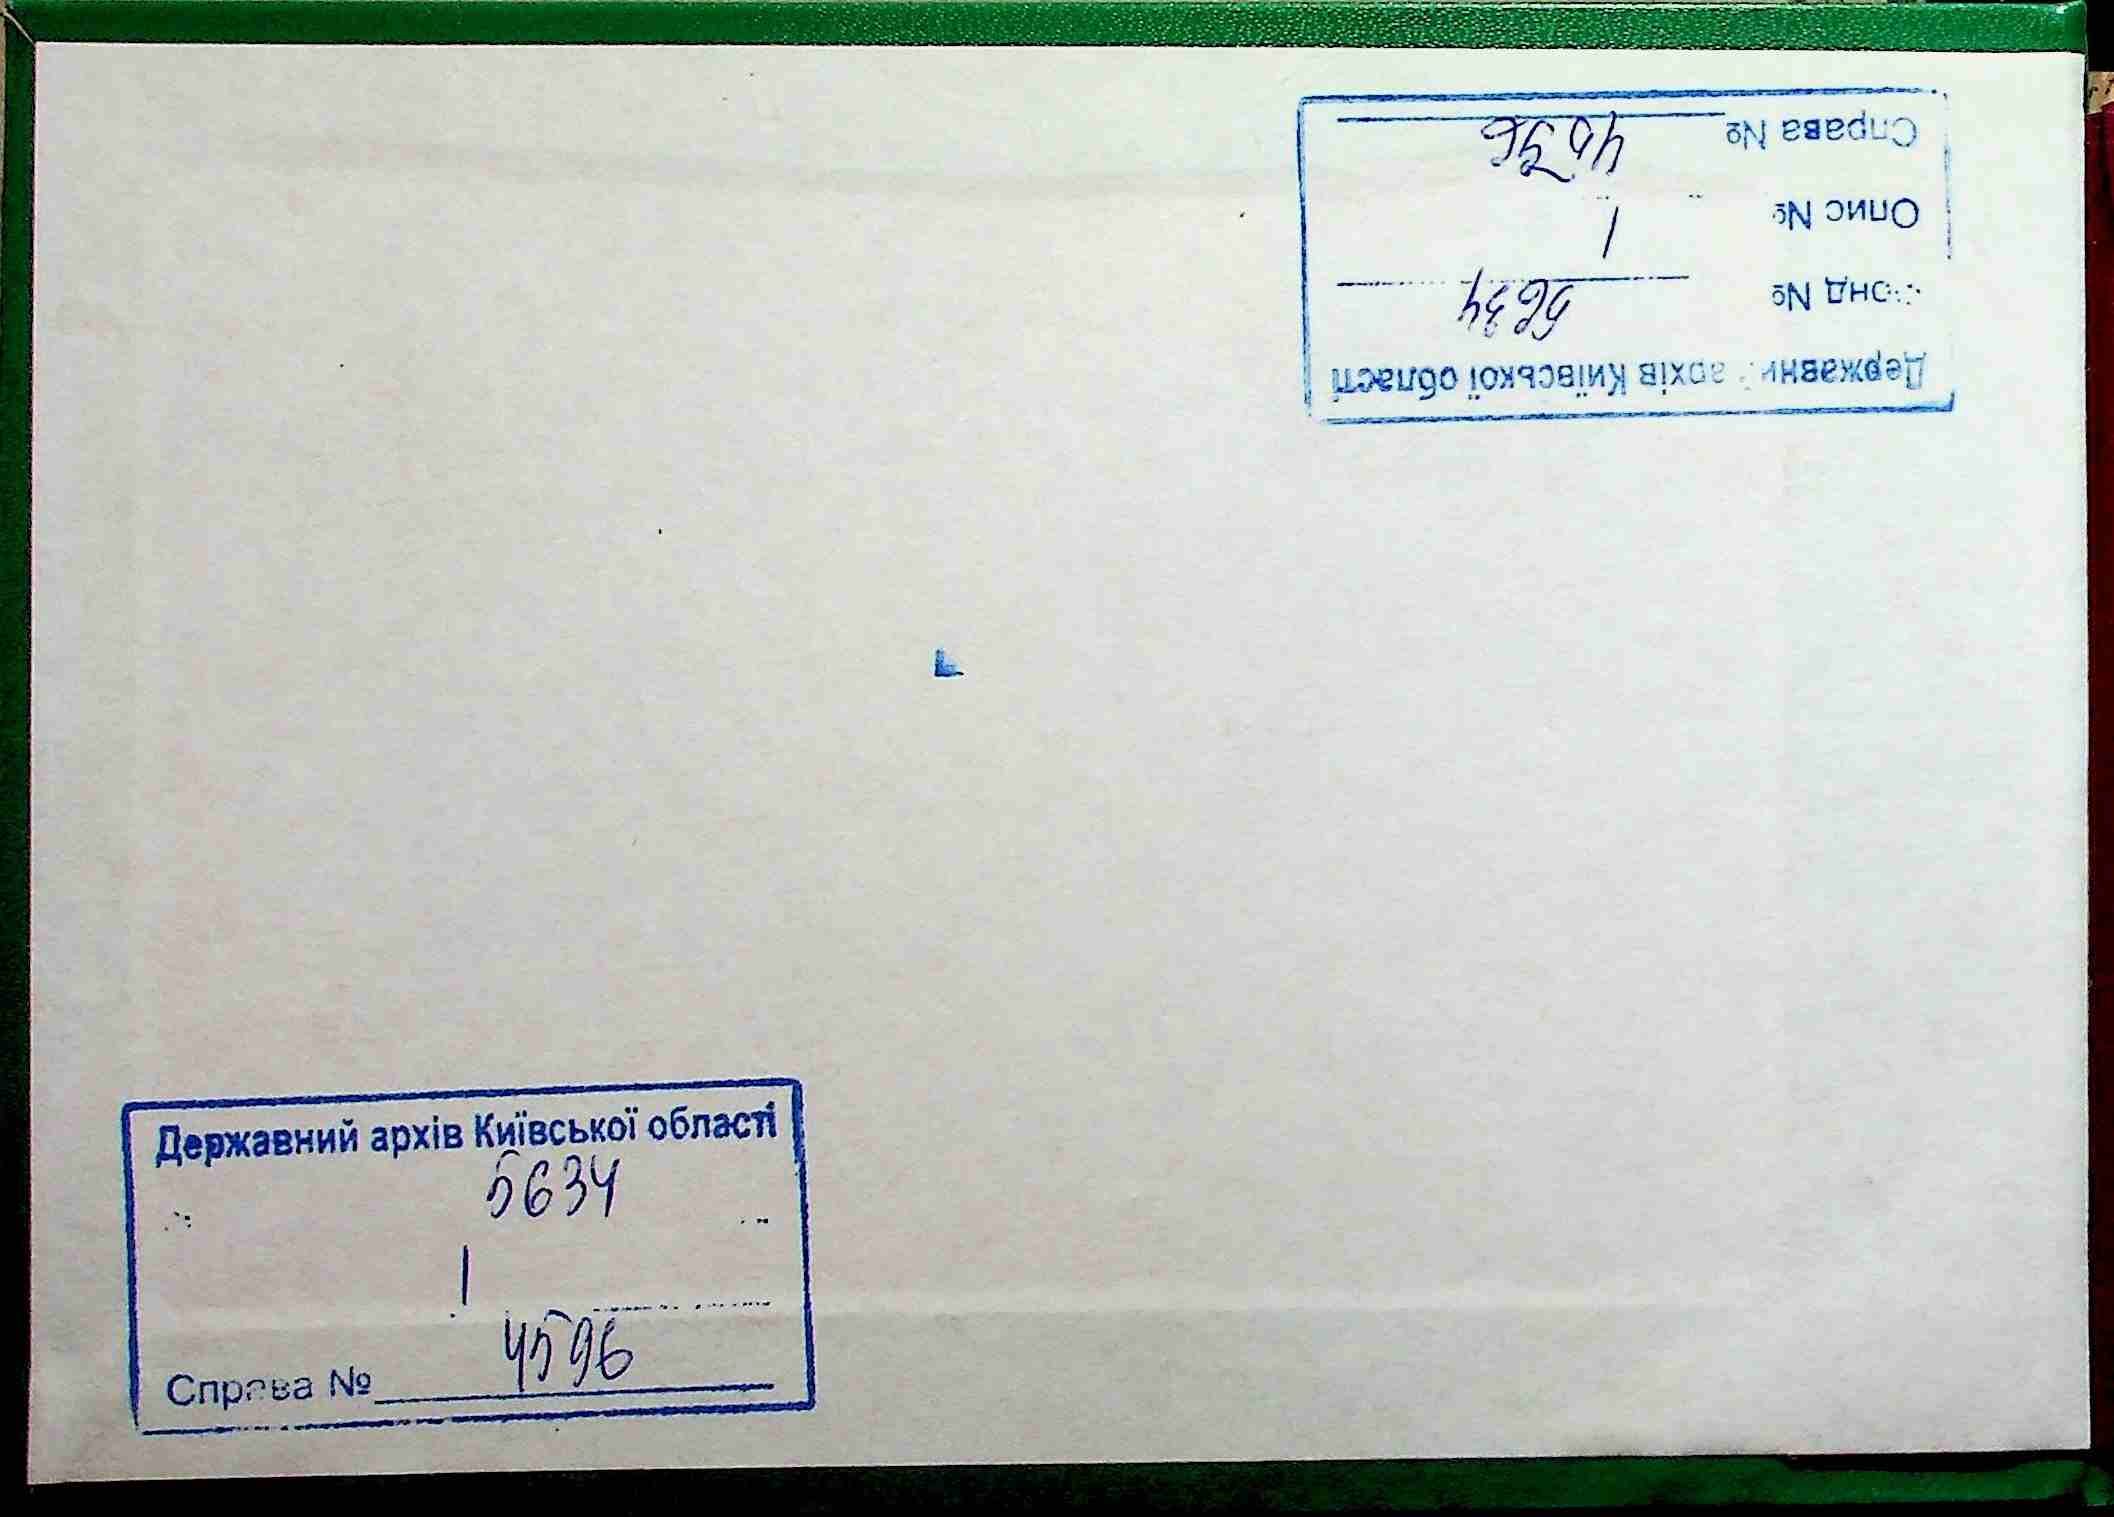 Державний архів Київської області
Фонд № 5634
Опис № 1
Справа № 4596
Державний архів Київської області
5634
1
Справа № 4596